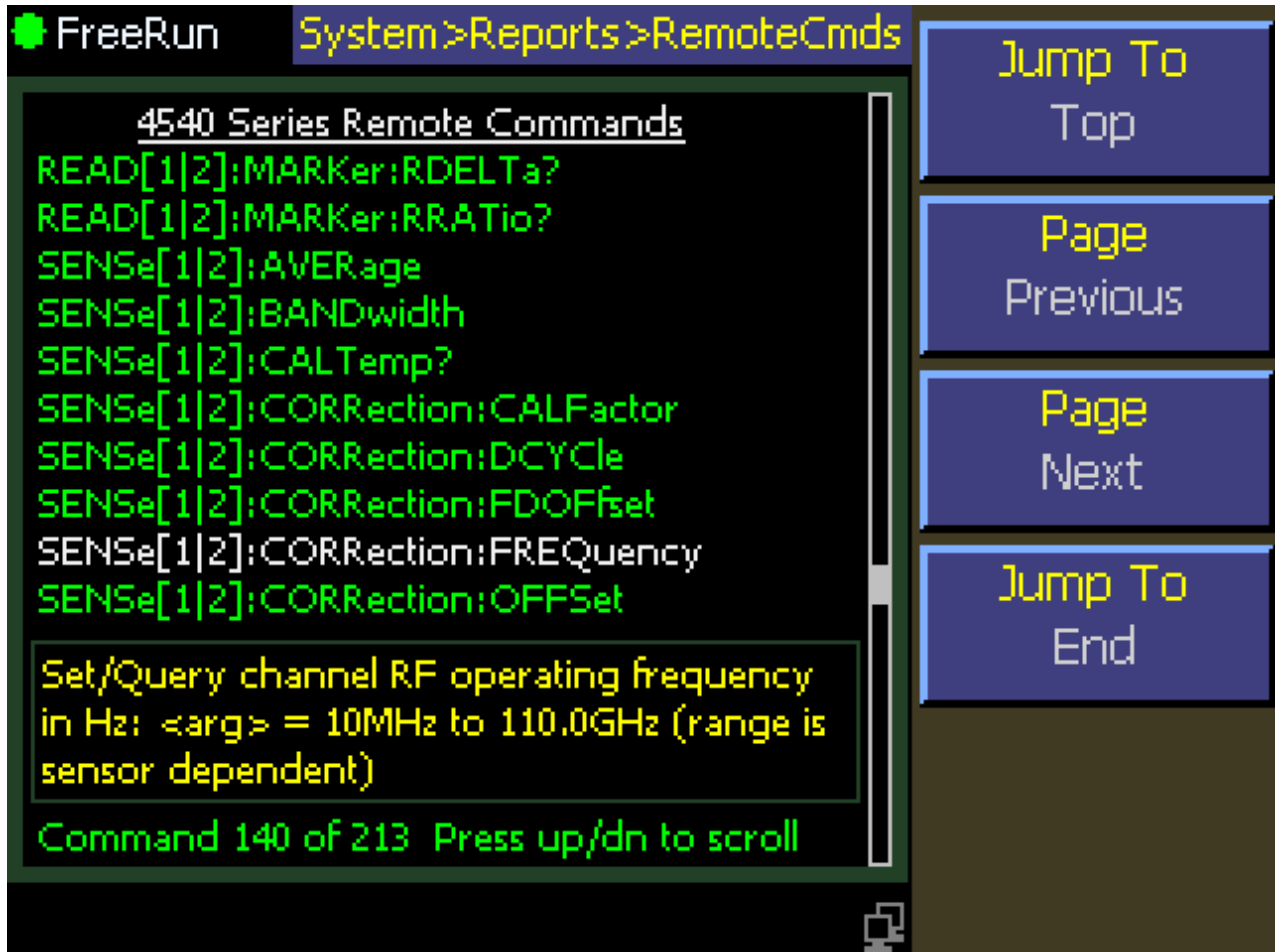 FreeRun
System>Reports>RemoteCmds
4540 Series Remote Commands
READ[1|2]:MARKer:RDELTa?
READ[1|2]:MARKer:RRATio?
SENSe[1|2]:AVERage
SENSe[1|2]:BANDwidth
SENSe[1|2]:CALTemp?
SENSe[1|2]:CORRection:CALFactor
SENSe[1|2]:CORRection:DCYCle
SENSe[1|2]:CORRection:FDOFfset
SENSe[1|2]:CORRection:FREQuency
SENSe[1|2]:CORRection:OFFSet
Set/Query channel RF operating frequency
in Hz: <arg> = 10MHz to 110.0GHz (range is
sensor dependent)
Command 140 of 213 Press up/dn to scroll
Jump To
Top
Page
Previous
Page
Next
Jump To
End